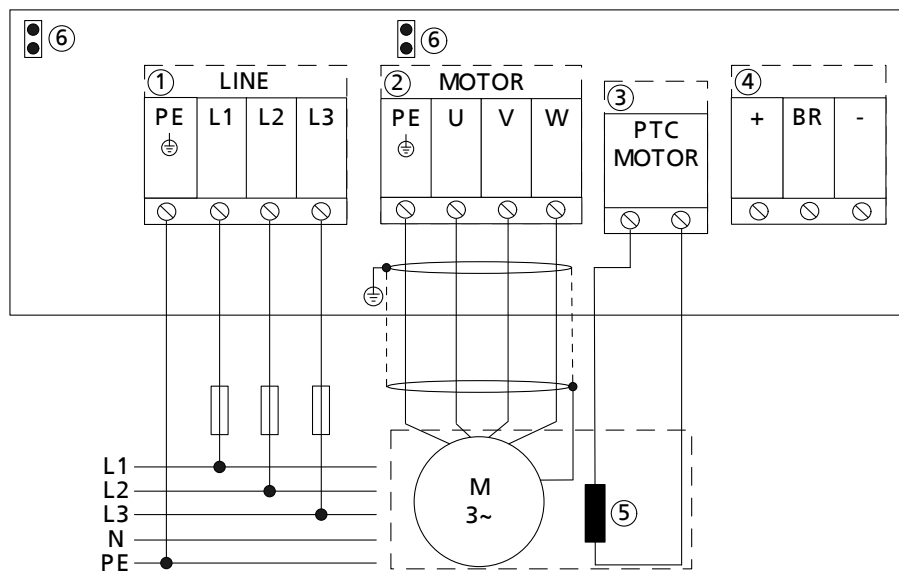 ⑥ ⑥
① LINE
② MOTOR
③
④
PE L1 L2 L3
PE U V W
PTC
MOTOR
+ BR -
L1
L2
L3
N
PE
M
3~
⑤